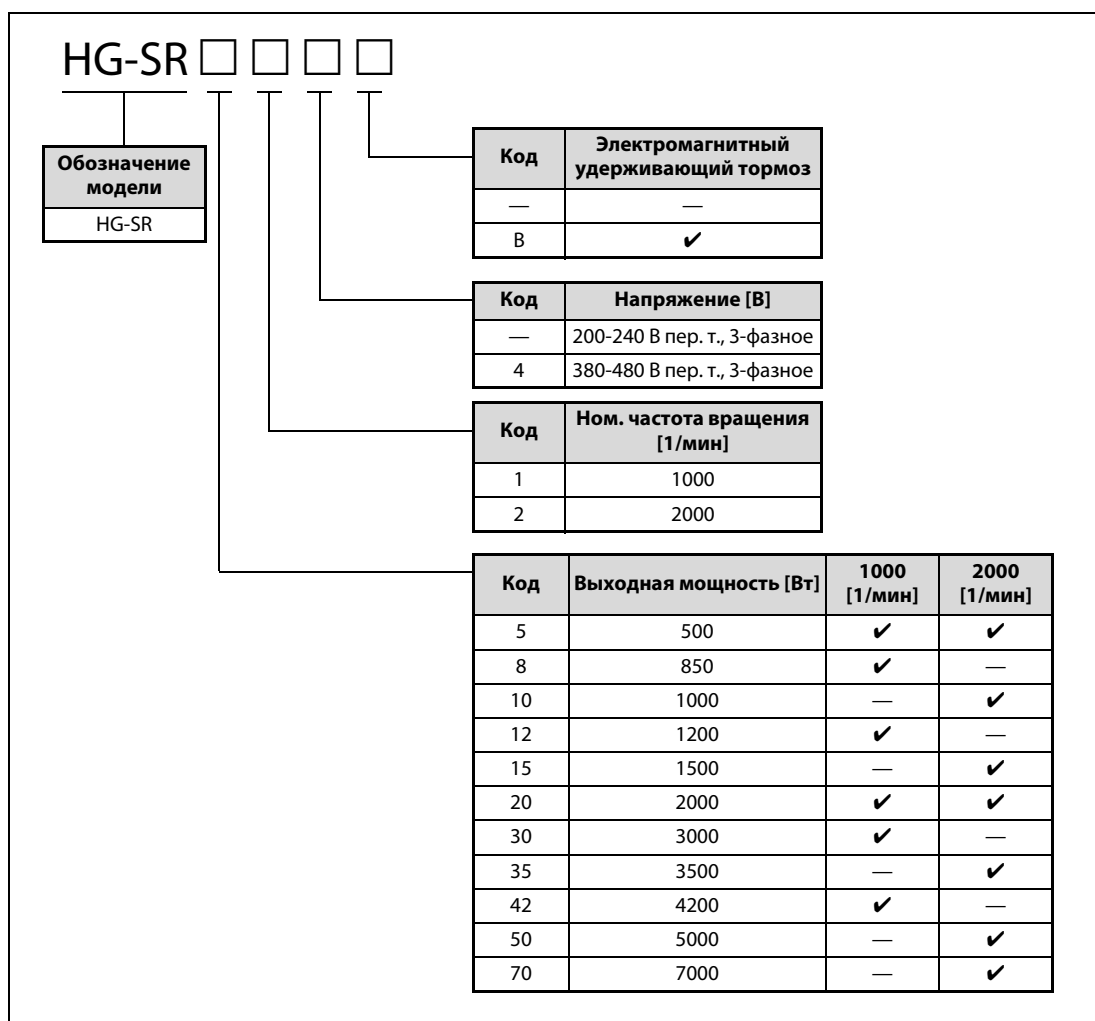 HG-SR □ □ □ □
Обозначение
модели
HG-SR
Код Электромагнитный
удерживающий тормоз
— —
B ✔
Код Напряжение [В]
— 200-240 В пер. т., 3-фазное
4 380-480 В пер. т., 3-фазное
Код Ном. частота вращения
[1/мин]
1 1000
2 2000
Код Выходная мощность [Вт] 1000
[1/мин] 2000
[1/мин]
5 500 ✔ ✔
8 850 ✔ —
10 1000 — ✔
12 1200 ✔ —
15 1500 — ✔
20 2000 ✔ ✔
30 3000 ✔ —
35 3500 — ✔
42 4200 ✔ —
50 5000 — ✔
70 7000 — ✔